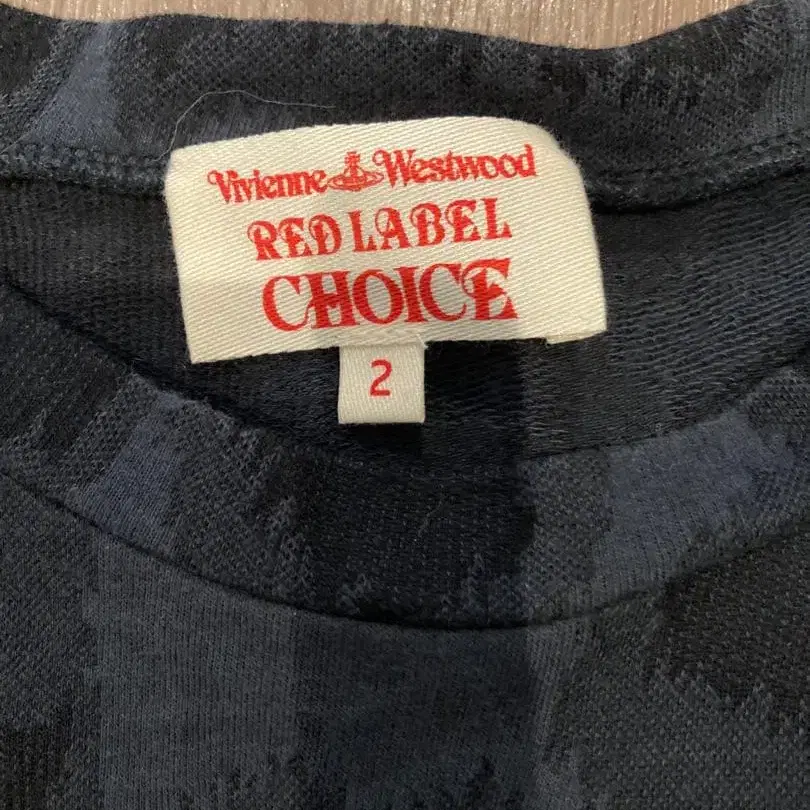 Vivienne Westwood
RED LABEL
CHOICE
2